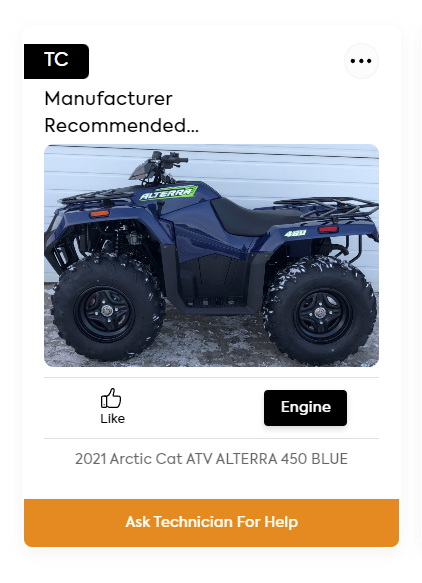 TC
Manufacturer
Recommended...
ALTERRA
450
Like
Engine
2021 Arctic Cat ATV ALTERRA 450 BLUE
Ask Technician For Help